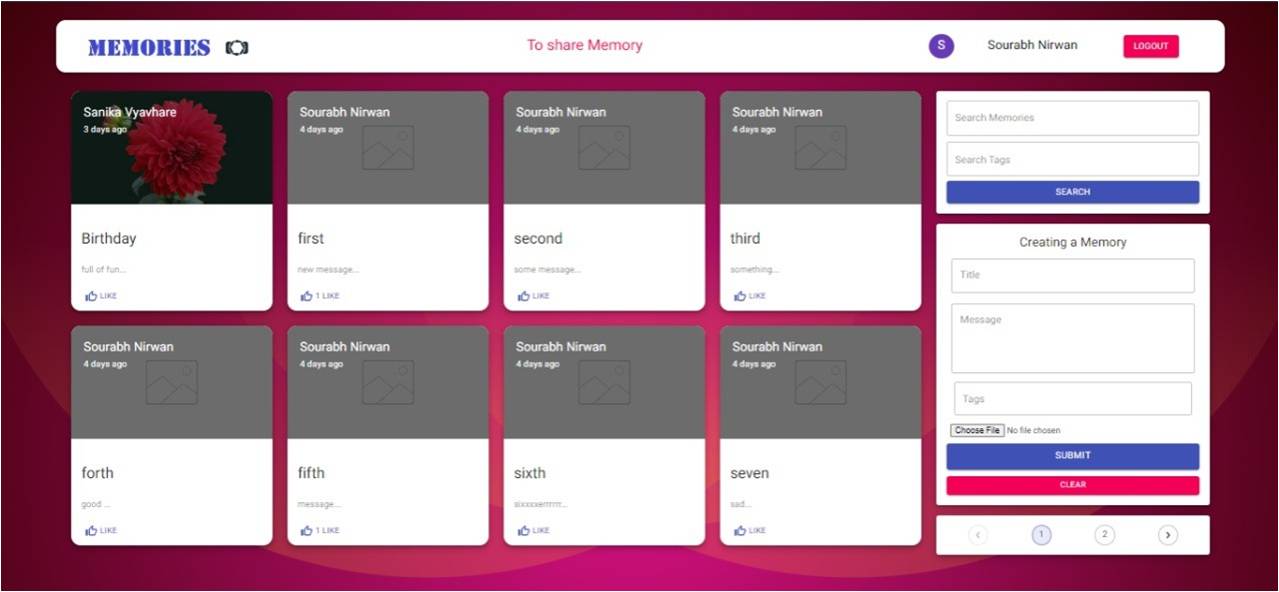 MEMORIES
To share Memory
S
Sourabh Nirwan
LOGOUT
Sanika Vyavhare
3 days ago
Birthday
full of fun...
LIKE
Sourabh Nirwan
4 days ago
first
new message...
1 LIKE
Sourabh Nirwan
4 days ago
second
some message...
LIKE
Sourabh Nirwan
4 days ago
third
something...
LIKE
Sourabh Nirwan
4 days ago
forth
good ...
LIKE
Sourabh Nirwan
4 days ago
fifth
message...
1 LIKE
Sourabh Nirwan
4 days ago
sixth
sixxxxerrrrrr...
LIKE
Sourabh Nirwan
4 days ago
seven
sad...
LIKE
Search Memories
Search Tags
SEARCH
Creating a Memory
Title
Message
Tags
Choose File No file chosen
SUBMIT
CLEAR
1 2